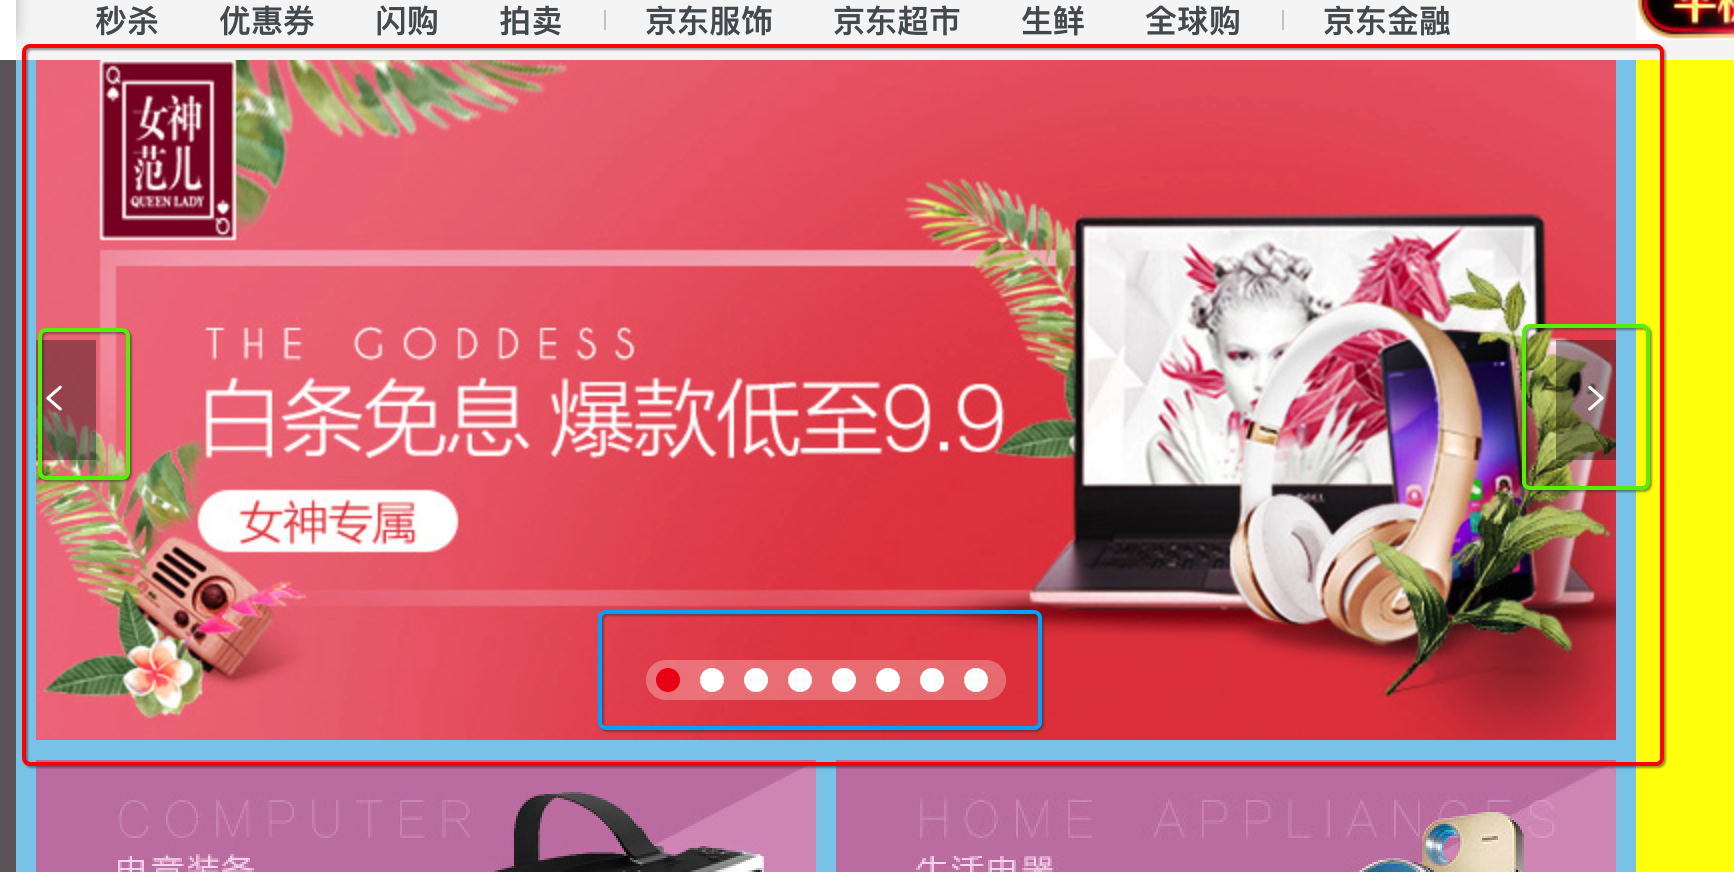 秒杀 优惠券 闪购 拍卖 京东服饰 京东超市 生鲜 全球购 京东金融
Q
女神
范儿
QUEEN LADY
Q
THE GODDESS
白条免息 爆款低至9.9
女神专属
COMPUTER
电竞装备
HOME APPLIANCES
生活电器